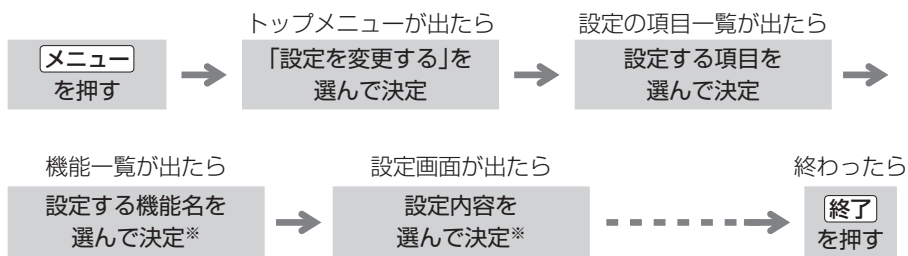 トップメニューが出たら
設定の項目一覧が出たら
メニュー
を押す
「設定を変更する」を
選んで決定
設定する項目を
選んで決定
機能一覧が出たら
設定画面が出たら
終わったら
設定する機能名を
選んで決定※
設定内容を
選んで決定※
終了
を押す